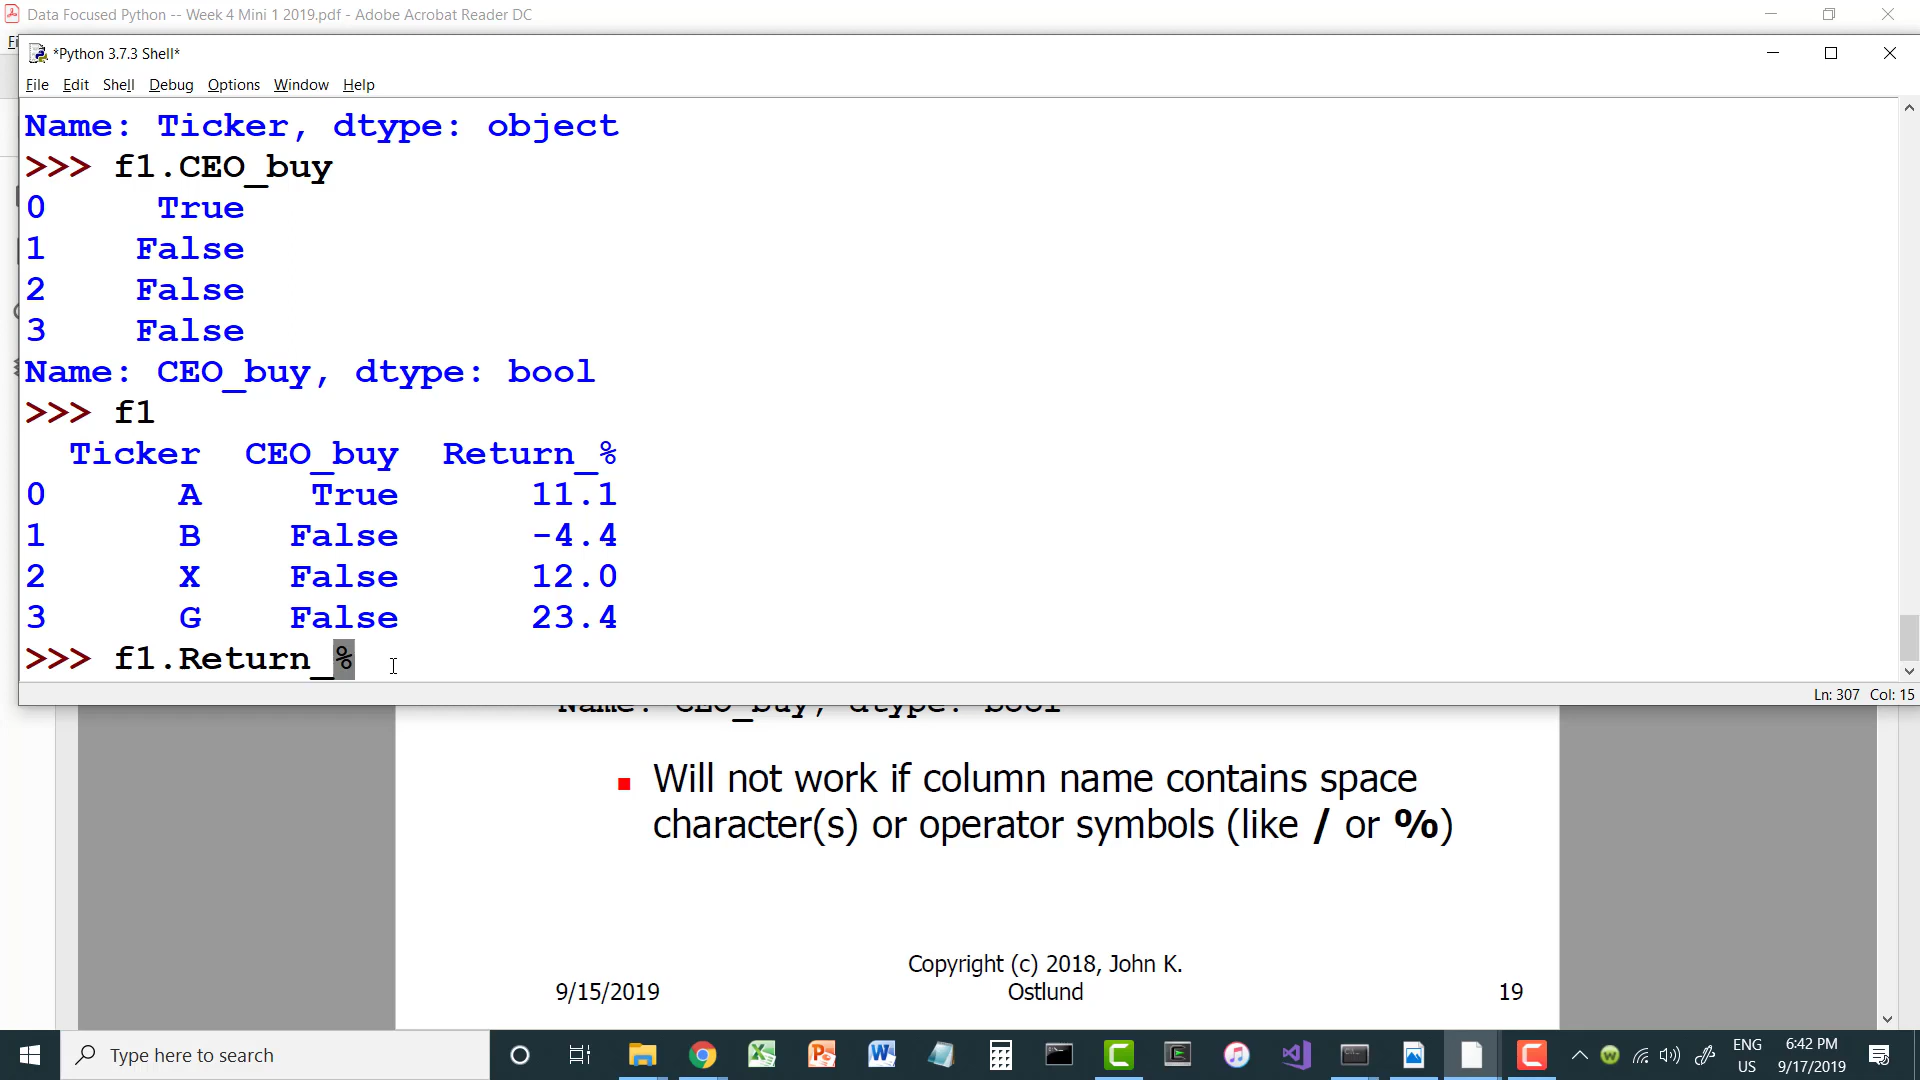 Data Focused Python -- Week 4 Mini 1 2019.pdf - Adobe Acrobat Reader DC
*Python 3.7.3 Shell*
File Edit Shell Debug Options Window Help
Name: Ticker, dtype: object
>>> f1.CEO_buy
0 True
1 False
2 False
3 False
Name: CEO_buy, dtype: bool
>>> f1
Ticker CEO_buy Return_%
0 A True 11.1
1 B False -4.4
2 X False 12.0
3 G False 23.4
>>> f1.Return_%
Ln: 307 Col: 15
Name: CEO_buy, dtype: bool
Will not work if column name contains space
character(s) or operator symbols (like / or %)
Copyright (c) 2018, John K.
9/15/2019 Ostlund 19
Type here to search
ENG 6:42 PM
US 9/17/2019